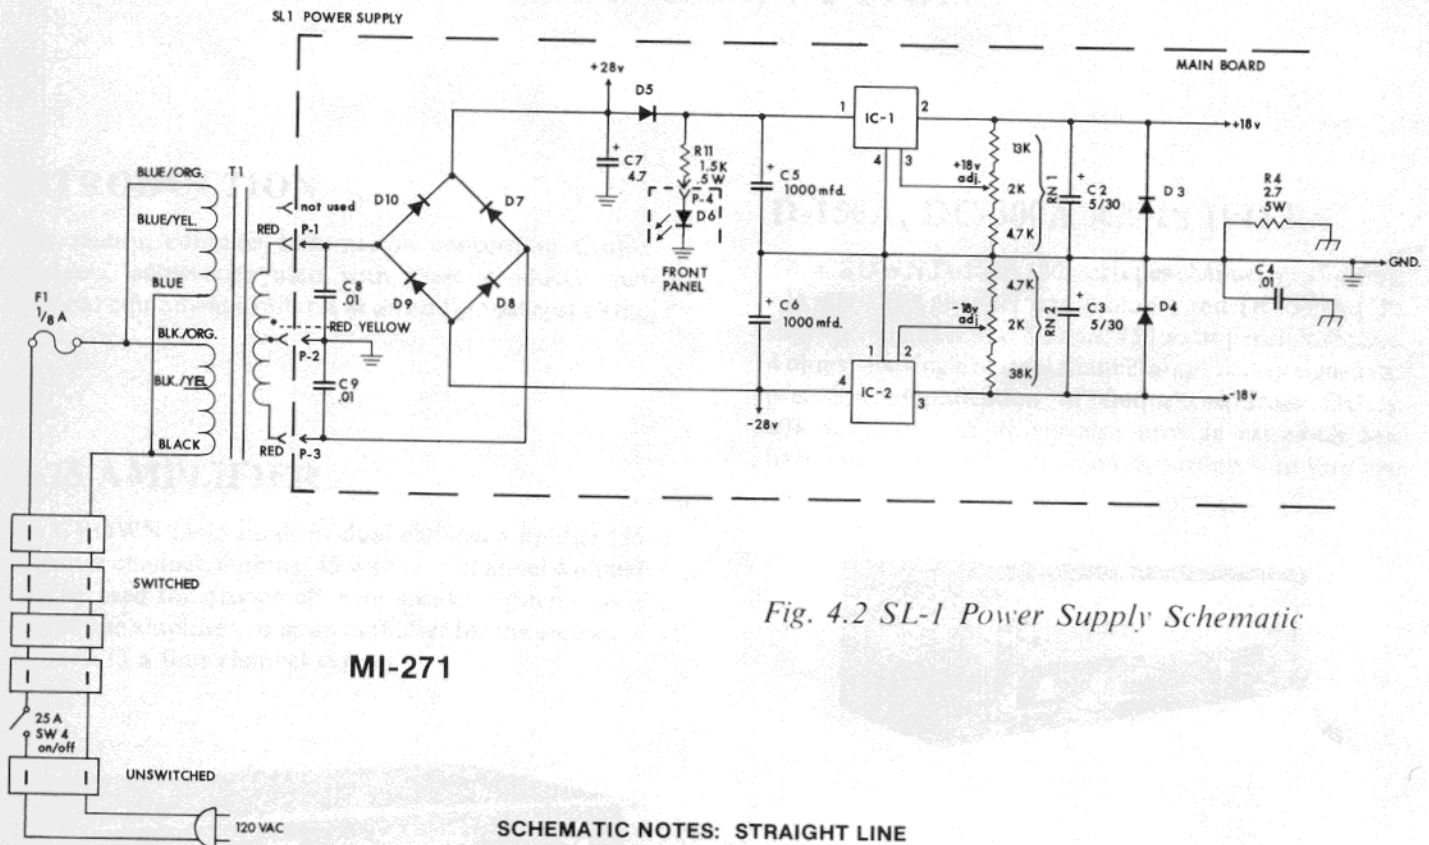 SL1 POWER SUPPLY
MAIN BOARD
+28v
D5
1
IC-1
2
4
3
+18v
C7
4.7
+
R11
1.5K
.5W
P-4
D6
FRONT
PANEL
C5
1000 mfd.
+
+18v
adj.
13K
2K
4.7K
RN 1
+
C2
5/30
D3
R4
2.7
.5W
BLUE/ORG.
T1
BLUE/YEL.
BLUE
not used
RED
P-1
D10
D7
D9
D8
C8
.01
GND.
C4
.01
F1
1/8 A
BLK/ORG.
BLK./YEL
BLACK
RED YELLOW
P-2
C9
.01
RED
P-3
C6
1000 mfd.
+
-18v
adj.
4.7K
2K
38K
RN 2
+
C3
5/30
D4
1
2
4
IC-2
3
-18v
-28v
SWITCHED
Fig. 4.2 SL-1 Power Supply Schematic
MI-271
25 A
SW 4
on/off
UNSWITCHED
120 VAC
SCHEMATIC NOTES: STRAIGHT LINE